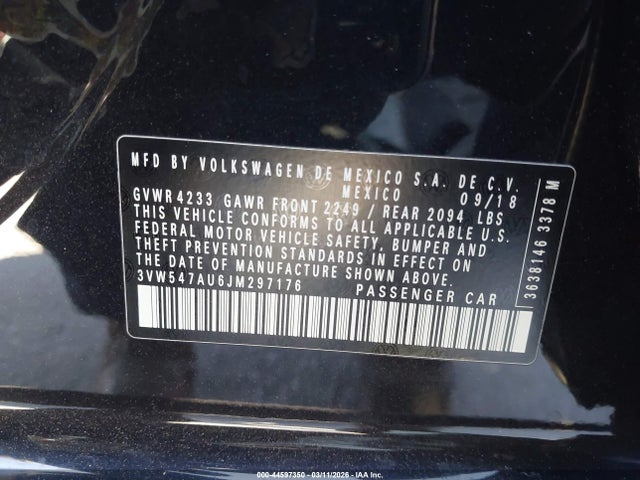 MFD BY VOLKSWAGEN DE MEXICO S.A. DE C.V.
MEXICO 09/18
GVWR 4233 GAWR FRONT 2249 / REAR 2094 LBS
THIS VEHICLE CONFORMS TO ALL APPLICABLE U.S.
FEDERAL MOTOR VEHICLE SAFETY, BUMPER AND
THEFT PREVENTION STANDARDS IN EFFECT ON
THE DATE OF MANUFACTURE SHOWN ABOVE.
3VW547AU6JM297176 PASSENGER CAR
3638146 3378 M
000-44597350 - 03/11/2026 - IAA Inc.